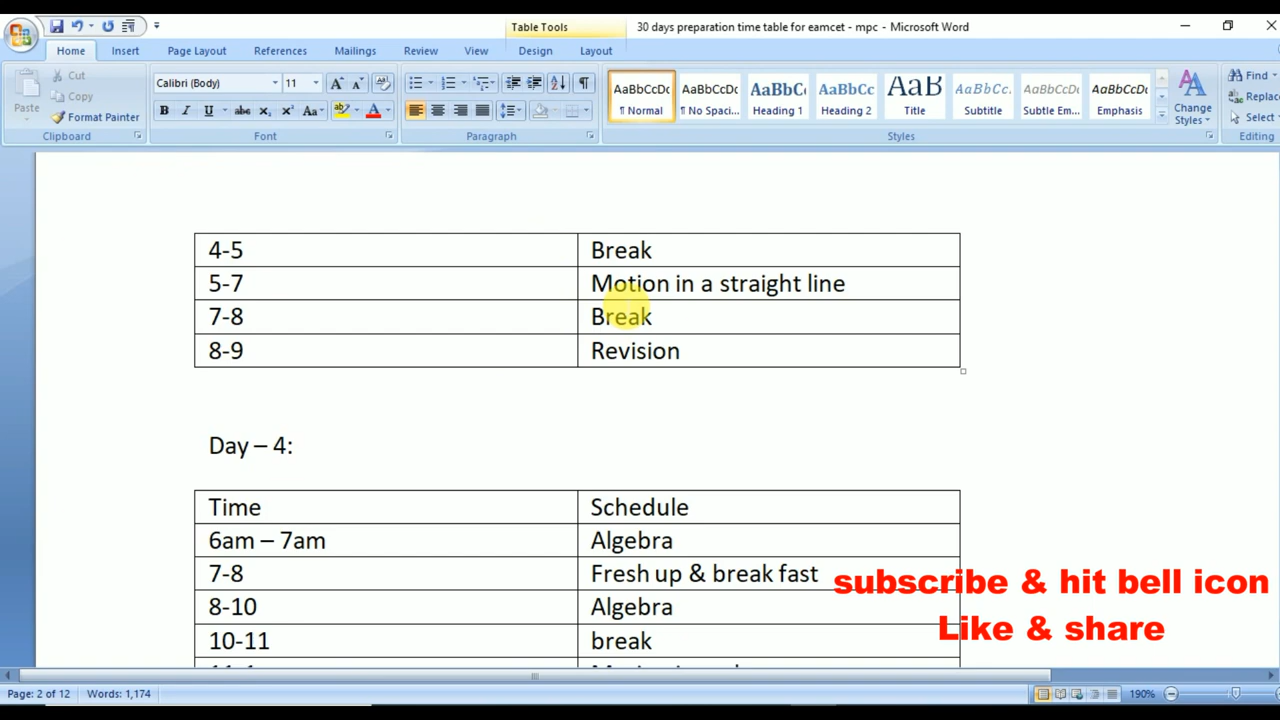 Table Tools
30 days preparation time table for eamcet - mpc - Microsoft Word
Home Insert Page Layout References Mailings Review View Design Layout
Paste
Cut
Copy
Format Painter
Clipboard
Calibri (Body) 11
B I U abc x₂ x² A
Font
Paragraph
AaBbCcDc AaBbCcDc AaBbCc AaBbCc AaB AaBbCc. AaBbCcDc AaBbCcDc
¶ Normal ¶ No Spaci... Heading 1 Heading 2 Title Subtitle Subtle Em... Emphasis
Change Styles
Styles
Find
Replac
Select
Editing
4-5 Break
5-7 Motion in a straight line
7-8 Break
8-9 Revision
Day – 4:
Time Schedule
6am – 7am Algebra
7-8 Fresh up & break fast
8-10 Algebra
10-11 break
subscribe & hit bell icon
Like & share
Page: 2 of 12 Words: 1,174 190%